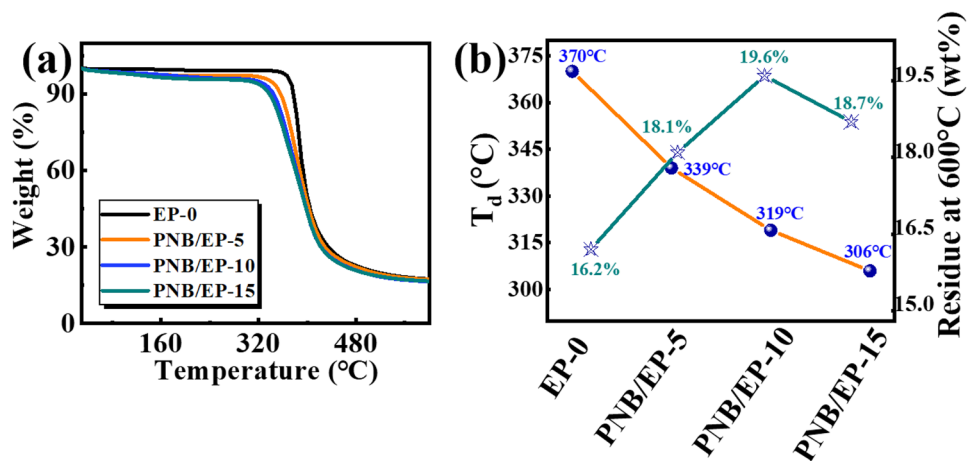 (a)
Weight (%)
90
60
30
0
EP-0
PNB/EP-5
PNB/EP-10
PNB/EP-15
160
320
480
Temperature (°C)
(b)
Td (°C)
375
360
345
330
315
300
370°C
339°C
319°C
306°C
16.2%
18.1%
19.6%
18.7%
19.5
18.0
16.5
15.0
Residue at 600°C (wt%)
EP-0
PNB/EP-5
PNB/EP-10
PNB/EP-15